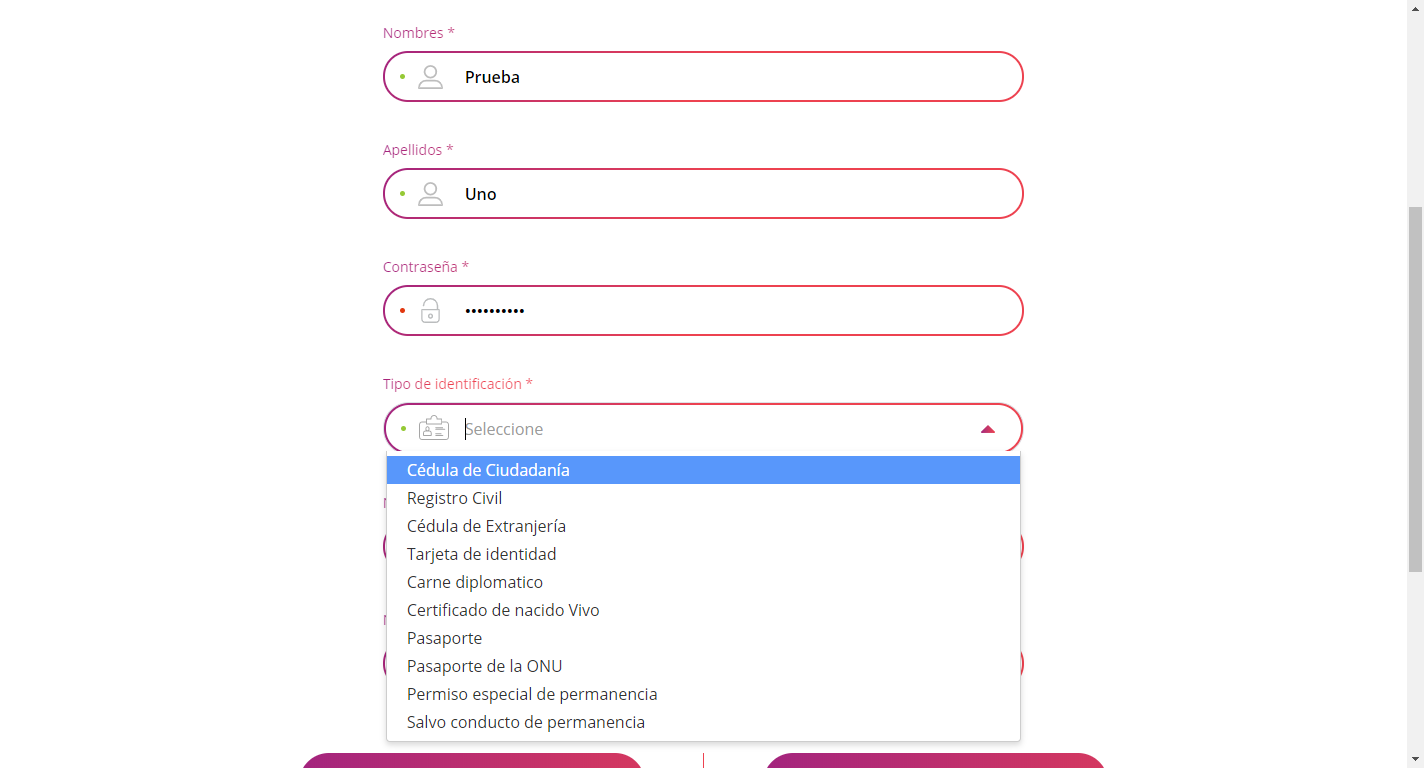 Nombres *
Prueba
Apellidos *
Uno
Contraseña *
••••••••••
Tipo de identificación *
Seleccione
Cédula de Ciudadanía
Registro Civil
Cédula de Extranjería
Tarjeta de identidad
Carne diplomatico
Certificado de nacido Vivo
Pasaporte
Pasaporte de la ONU
Permiso especial de permanencia
Salvo conducto de permanencia